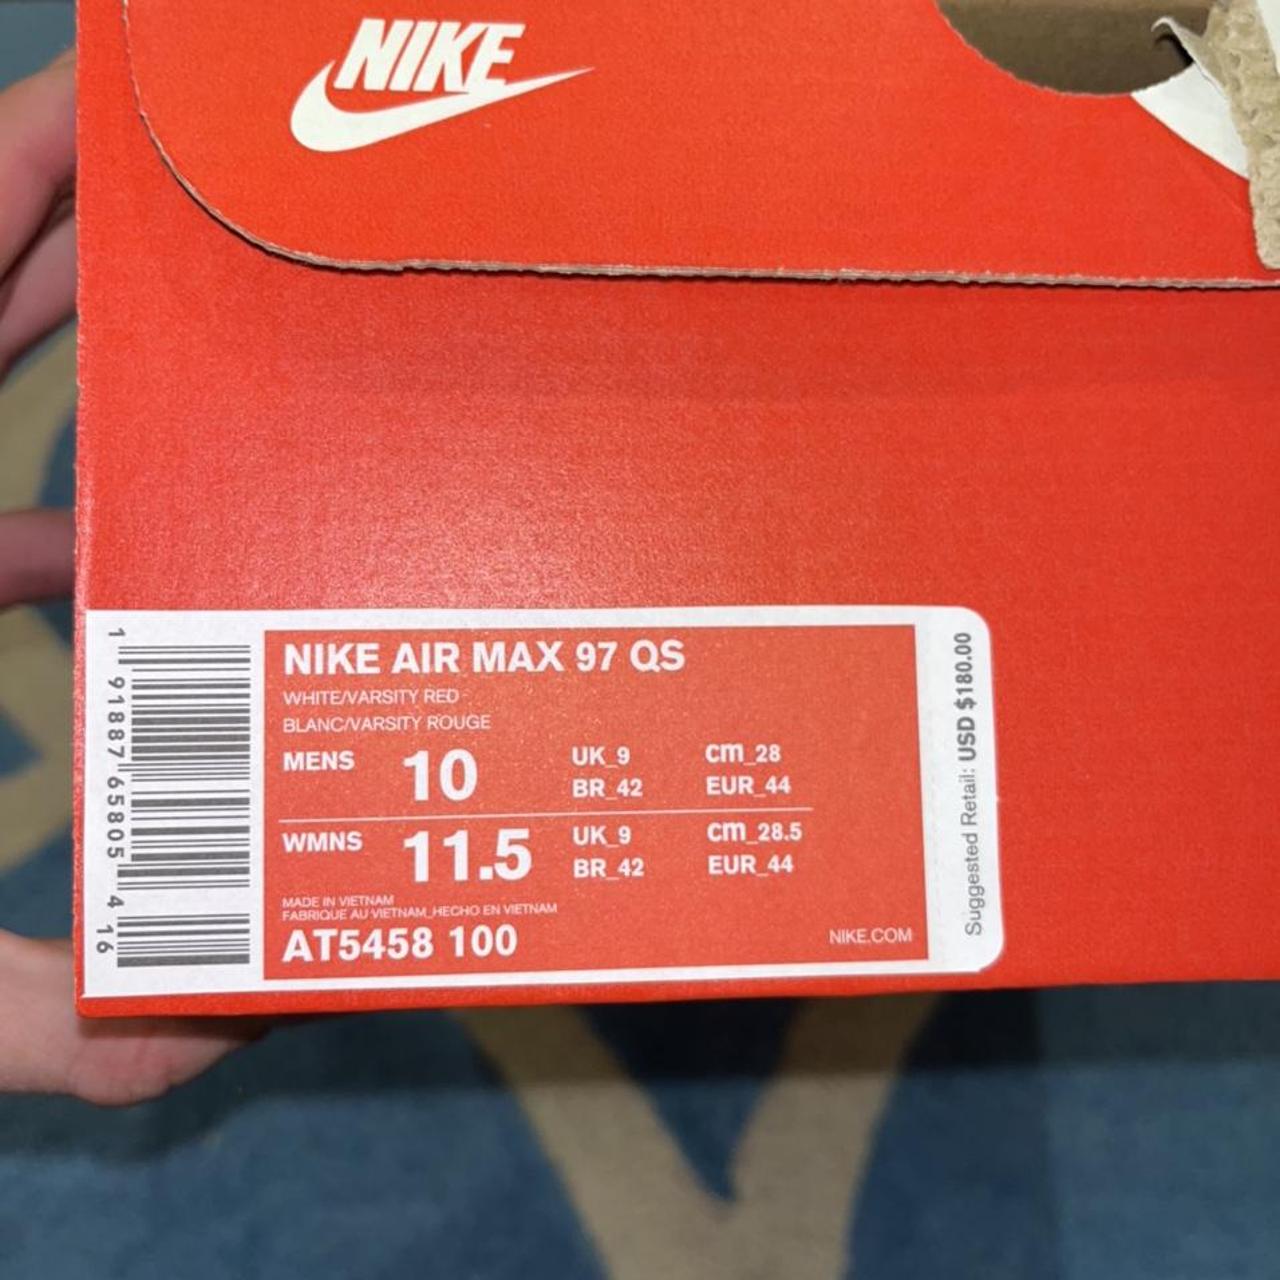 NIKE
NIKE AIR MAX 97 QS
WHITE/VARSITY RED-
BLANC/VARSITY ROUGE
MENS 10 UK_9 cm_28
BR_42 EUR_44
WMNS 11.5 UK_9 cm_28.5
BR_42 EUR_44
MADE IN VIETNAM
FABRIQUE AU VIETNAM_HECHO EN VIETNAM
AT5458 100
NIKE.COM
1 91887 65805 4 16
Suggested Retail: USD $180.00